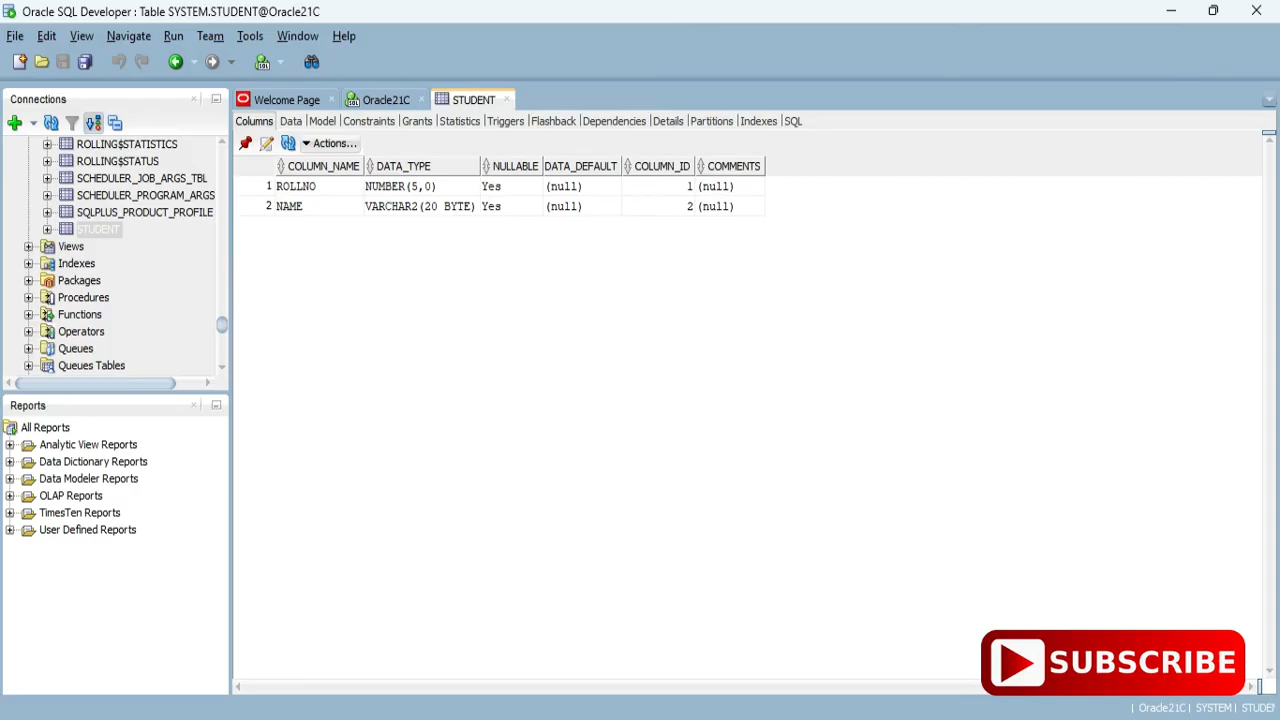 Oracle SQL Developer : Table SYSTEM.STUDENT@Oracle21C
File Edit View Navigate Run Team Tools Window Help
Connections
ROLLING$STATISTICS
ROLLING$STATUS
SCHEDULER_JOB_ARGS_TBL
SCHEDULER_PROGRAM_ARGS
SQLPLUS_PRODUCT_PROFILE
STUDENT
Views
Indexes
Packages
Procedures
Functions
Operators
Queues
Queues Tables
Reports
All Reports
Analytic View Reports
Data Dictionary Reports
Data Modeler Reports
OLAP Reports
TimesTen Reports
User Defined Reports
Welcome Page Oracle21C STUDENT
Columns Data Model Constraints Grants Statistics Triggers Flashback Dependencies Details Partitions Indexes SQL
Actions...
COLUMN_NAME DATA_TYPE NULLABLE DATA_DEFAULT COLUMN_ID COMMENTS
1 ROLLNO NUMBER(5,0) Yes (null) 1 (null)
2 NAME VARCHAR2(20 BYTE) Yes (null) 2 (null)
SUBSCRIBE
| Oracle21C | SYSTEM | STUDEN